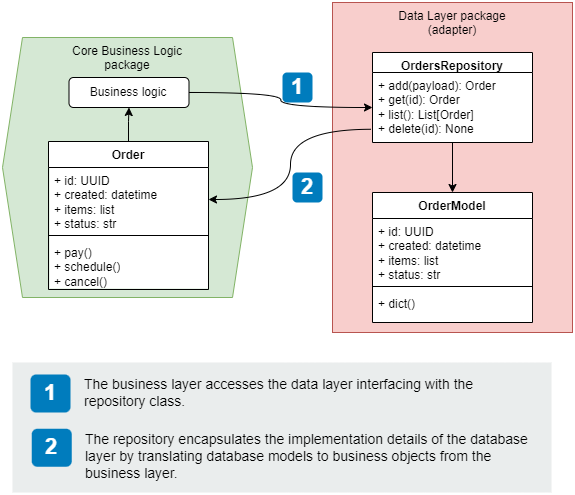 Core Business Logic
package
Business logic
Order
+ id: UUID
+ created: datetime
+ items: list
+ status: str
+ pay()
+ schedule()
+ cancel()
1
2
Data Layer package
(adapter)
OrdersRepository
+ add(payload): Order
+ get(id): Order
+ list(): List[Order]
+ delete(id): None
OrderModel
+ id: UUID
+ created: datetime
+ items: list
+ status: str
+ dict()
1
The business layer accesses the data layer interfacing with the
repository class.
2
The repository encapsulates the implementation details of the database
layer by translating database models to business objects from the
business layer.